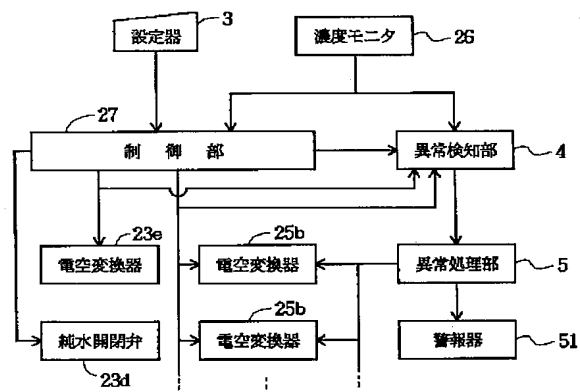 3
設定器
濃度モニタ
26
27
制 御 部
異常検知部
4
23e
25b
電空変換器
電空変換器
異常処理部
5
25b
純水開閉弁
電空変換器
警報器
51
23d